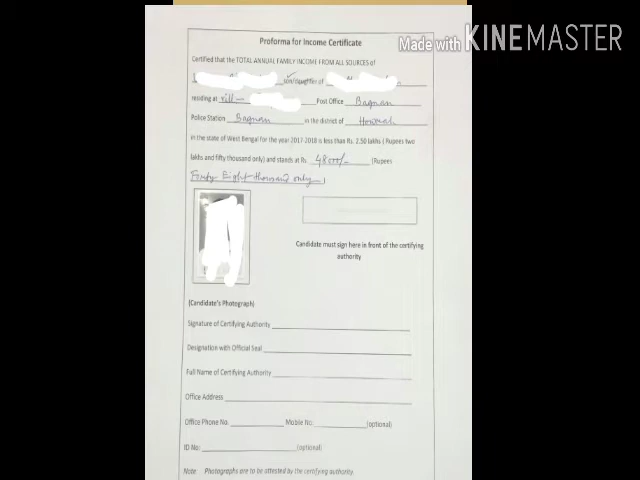 Made with KINEMASTER
Proforma for Income Certificate
Certified that the TOTAL ANNUAL FAMILY INCOME FROM ALL SOURCES of
son/daughter of
residing at vill- Post Office Bagnan
Police Station Bagnan in the district of Howrah
in the state of West Bengal for the year 2017-2018 is less than Rs. 2.50 lakhs ( Rupees two
lakhs and fifty thousand only) and stands at Rs 48000/- (Rupees
Forty Eight thousand only )
Candidate must sign here in front of the certifying
authority
(Candidate's Photograph)
Signature of Certifying Authority
Designation with Official Seal
Full Name of Certifying Authority
Office Address
Office Phone No. Mobile No: (optional)
ID No: (optional)
Note Photographs are to be attested by the certifying authority.